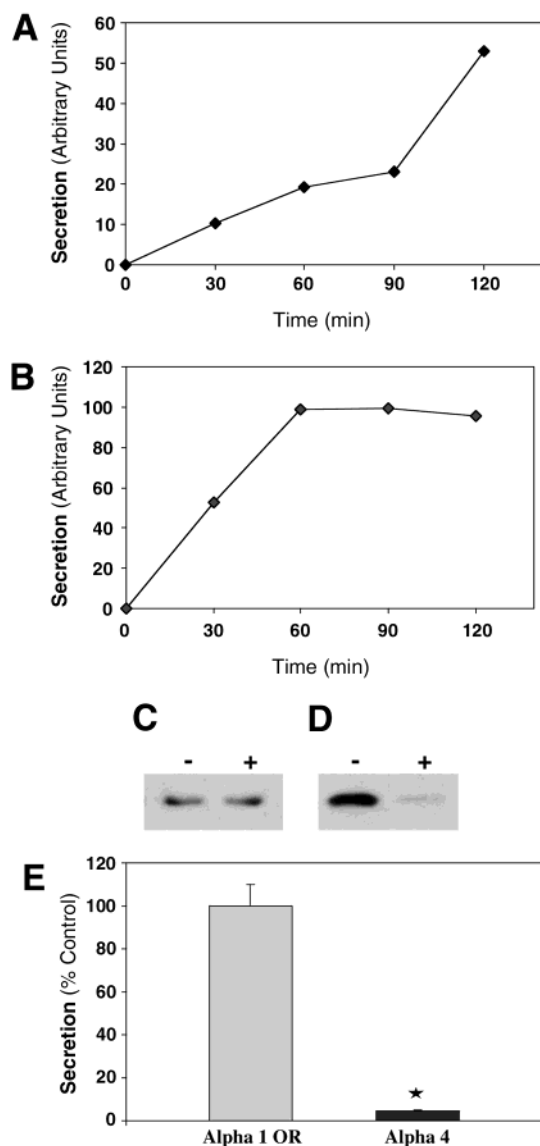 A
Secretion (Arbitrary Units)
60
50
40
30
20
10
0
0 30 60 90 120
Time (min)
B
Secretion (Arbitrary Units)
120
100
80
60
40
20
0
0 30 60 90 120
Time (min)
C D
- + - +
E
Secretion (% Control)
120
100
80
60
40
20
0
Alpha 1 OR Alpha 4